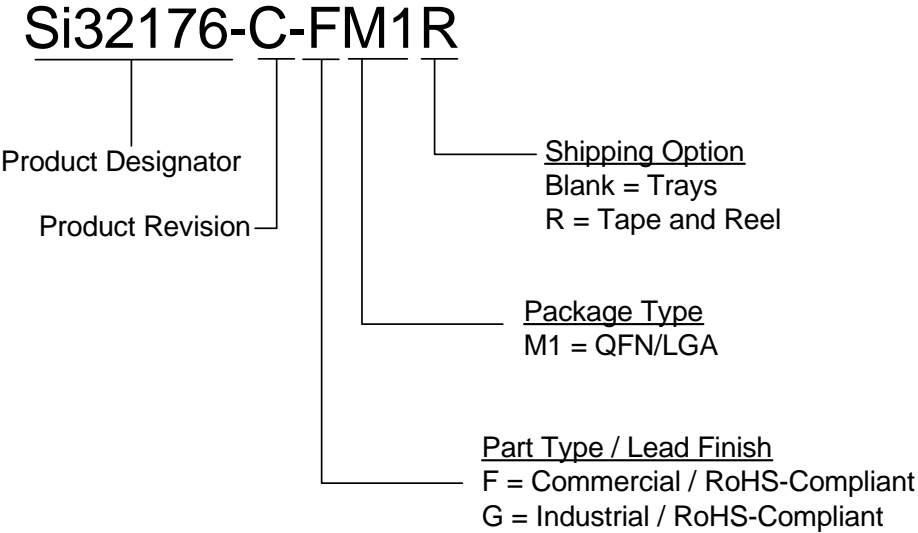 Si32176-C-FM1R
Product Designator
Product Revision
Shipping Option
Blank = Trays
R = Tape and Reel
Package Type
M1 = QFN/LGA
Part Type / Lead Finish
F = Commercial / RoHS-Compliant
G = Industrial / RoHS-Compliant